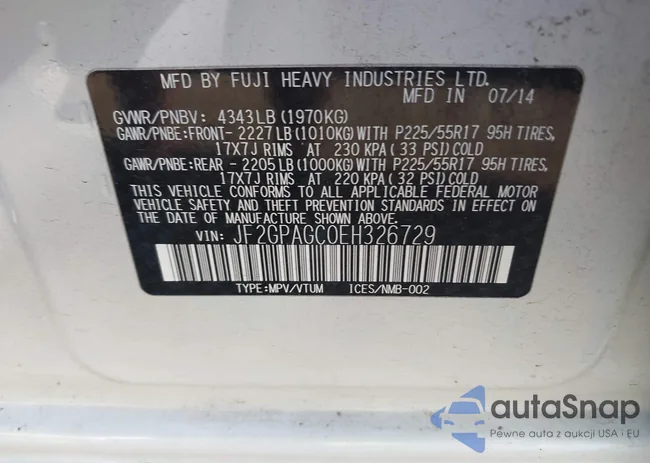 MFD BY FUJI HEAVY INDUSTRIES LTD.
MFD IN 07/14
GVWR/PNBV: 4343LB(1970KG)
GAWR/PNBE:FRONT-2227LB(1010KG)WITH P225/55R17 95H TIRES,
17X7J RIMS AT 230 KPA(33 PSI)COLD
GAWR/PNBE:REAR -2205LB(1000KG)WITH P225/55R17 95H TIRES,
17X7J RIMS AT 220 KPA(32 PSI)COLD
THIS VEHICLE CONFORMS TO ALL APPLICABLE FEDERAL MOTOR
VEHICLE SAFETY AND THEFT PREVENTION STANDARDS IN EFFECT
ON THE DATE OF MANUFACTURE SHOWN ABOVE.
VIN: JF2GPAGC0EH326729
TYPE:MPV/VTUM ICES/NMB-002
autaSnap
Pewne auta z aukcji USA i EU